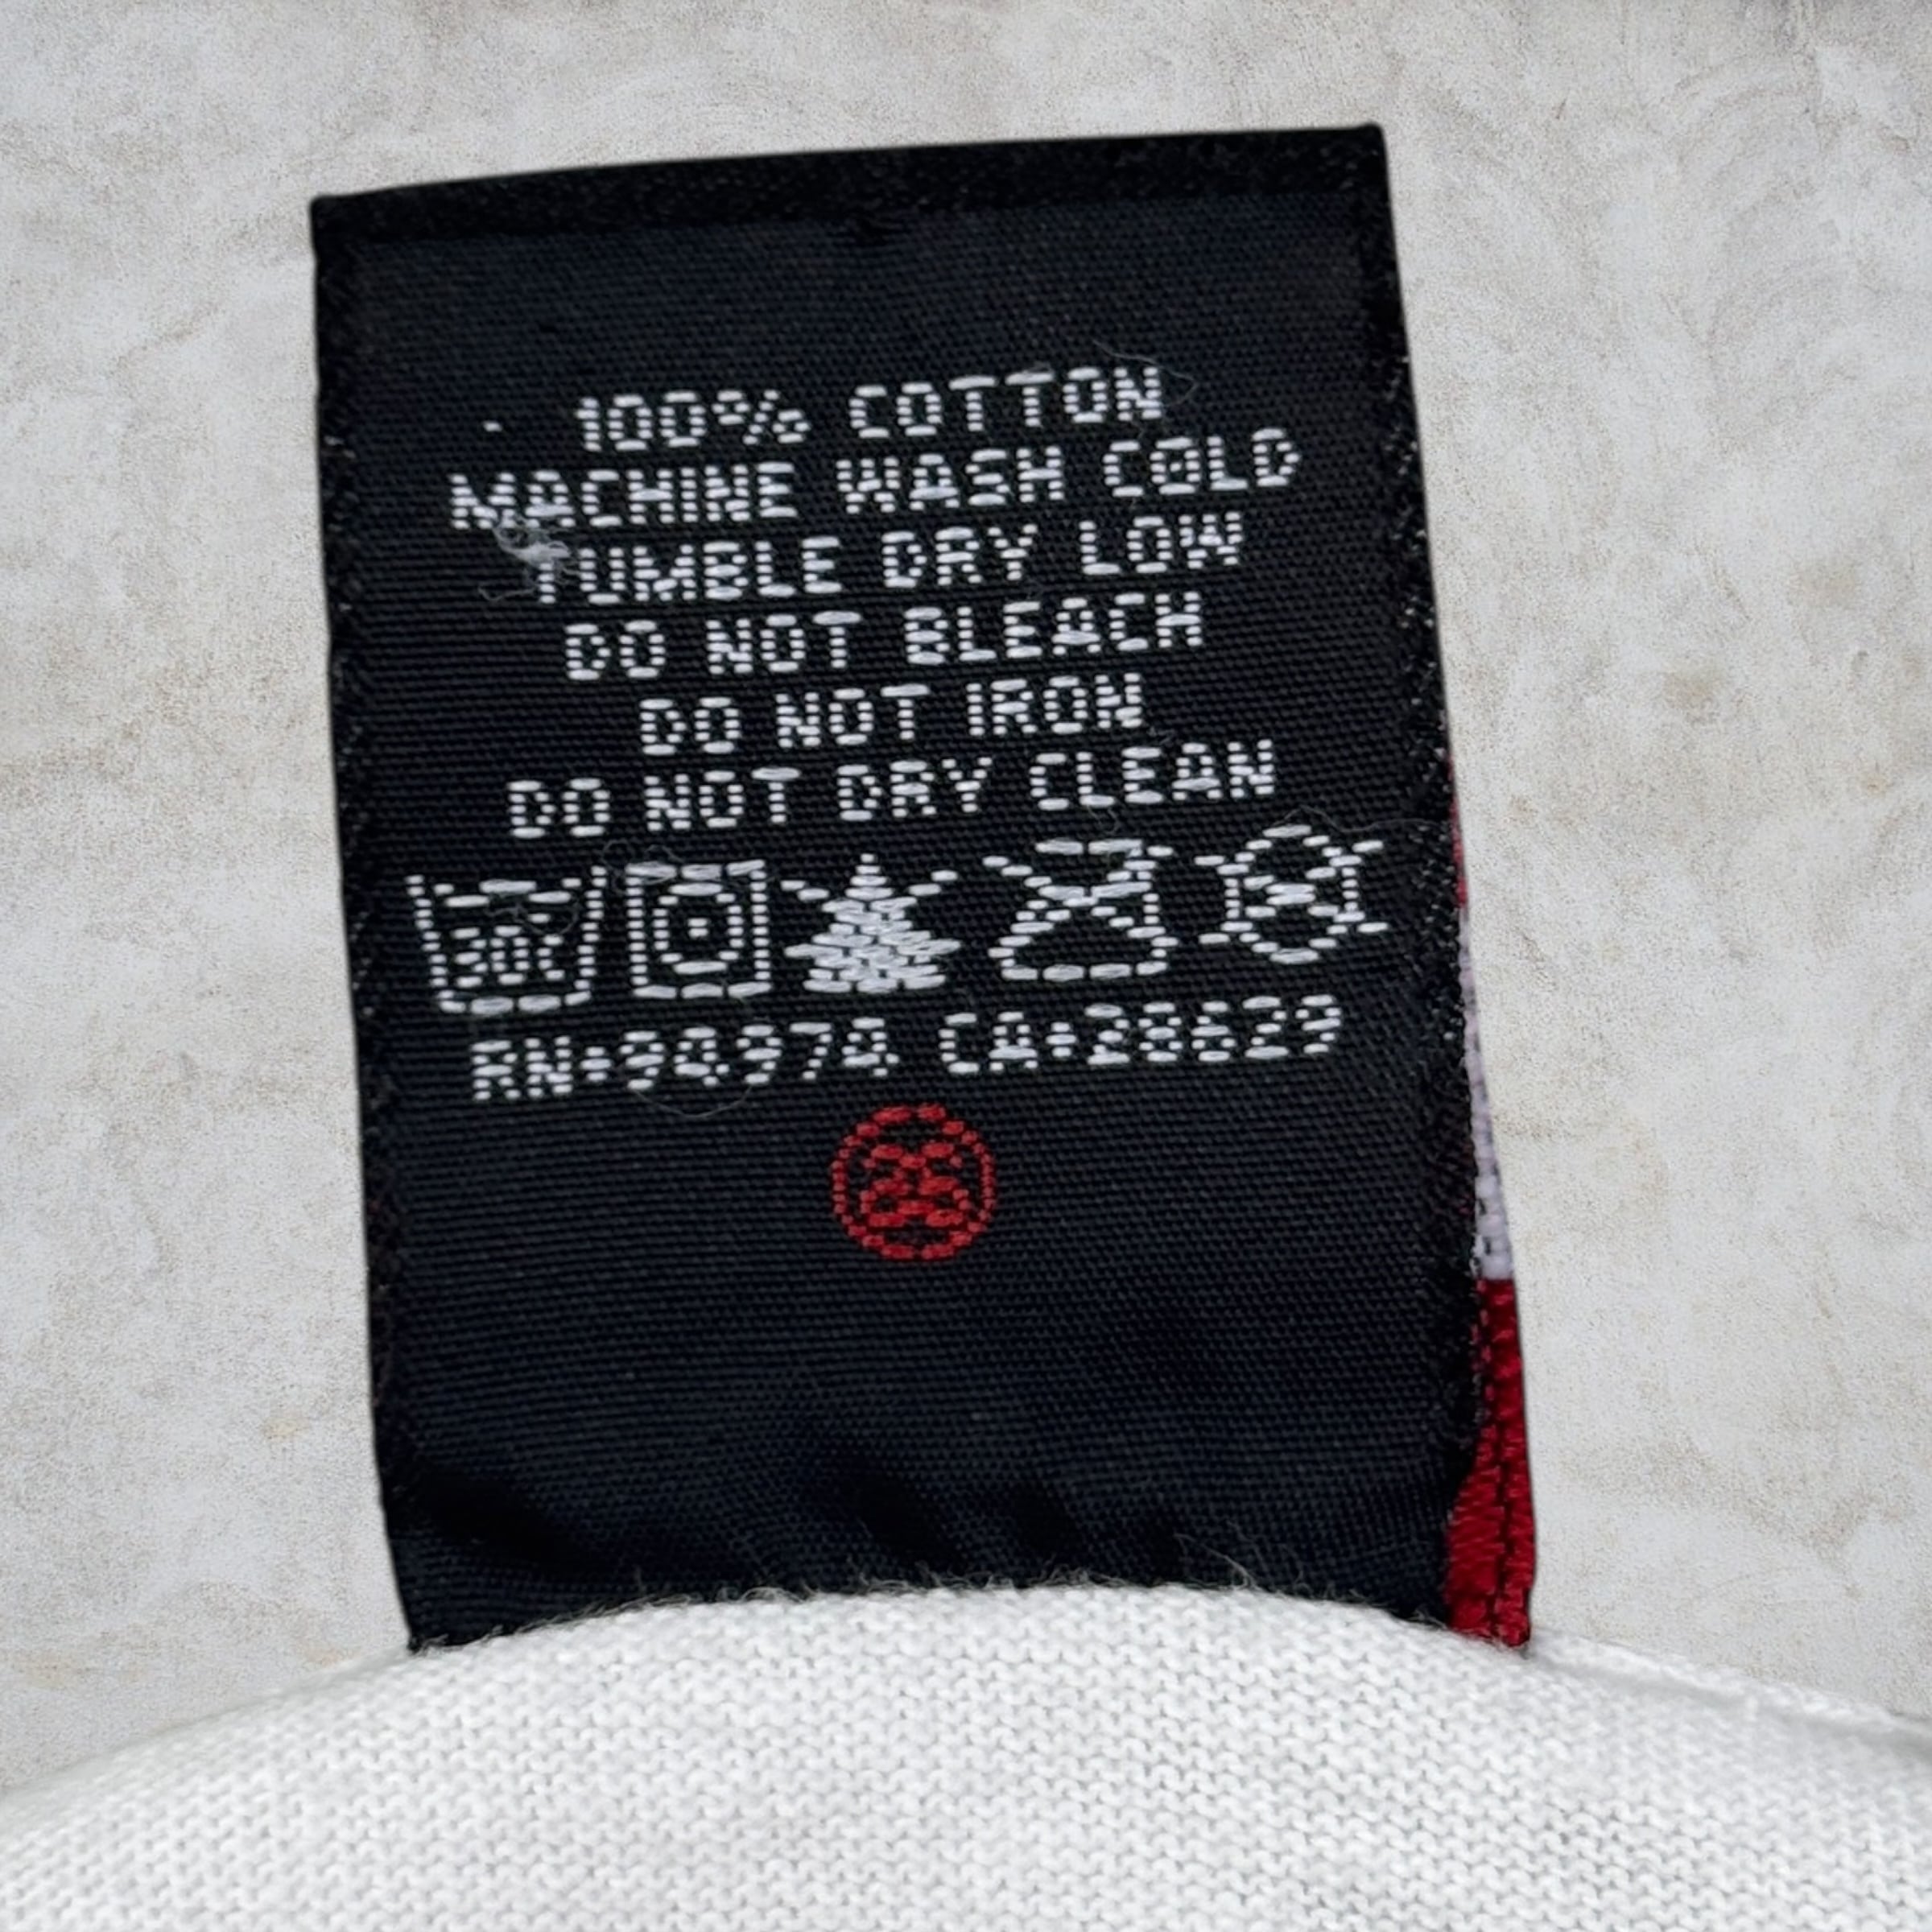 100% COTTON
MACHINE WASH COLD
TUMBLE DRY LOW
DO NOT BLEACH
DO NOT IRON
DO NOT DRY CLEAN
30C
RN•94974 CA•28629